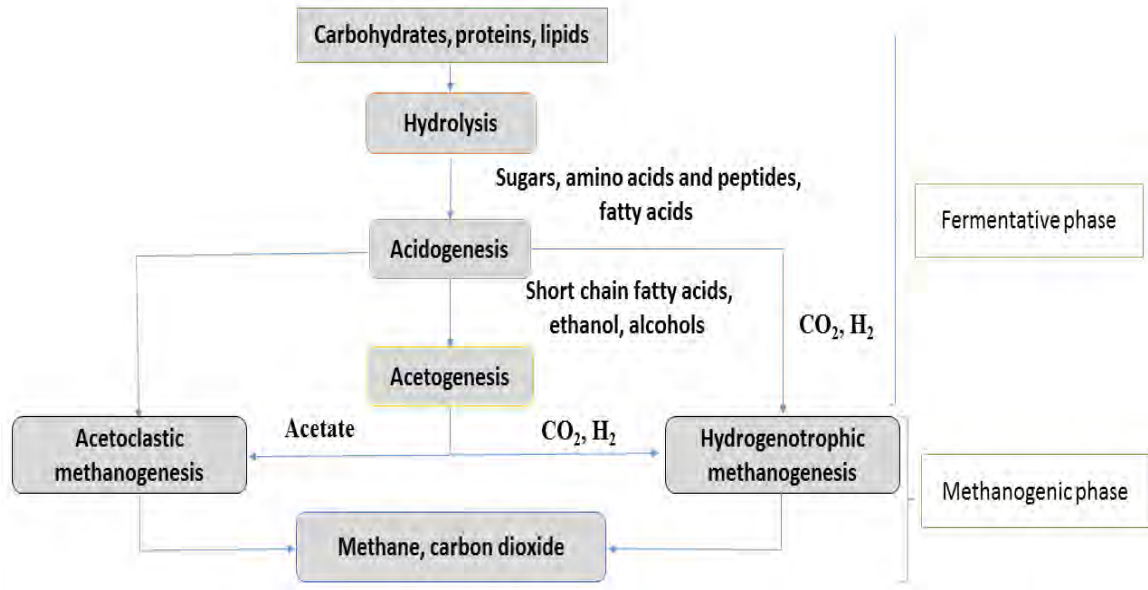 Carbohydrates, proteins, lipids
Hydrolysis
Sugars, amino acids and peptides,
fatty acids
Fermentative phase
Acidogenesis
Short chain fatty acids,
ethanol, alcohols
CO₂, H₂
Acetogenesis
Acetoclastic
methanogenesis
Acetate
CO₂, H₂
Hydrogenotrophic
methanogenesis
Methanogenic phase
Methane, carbon dioxide